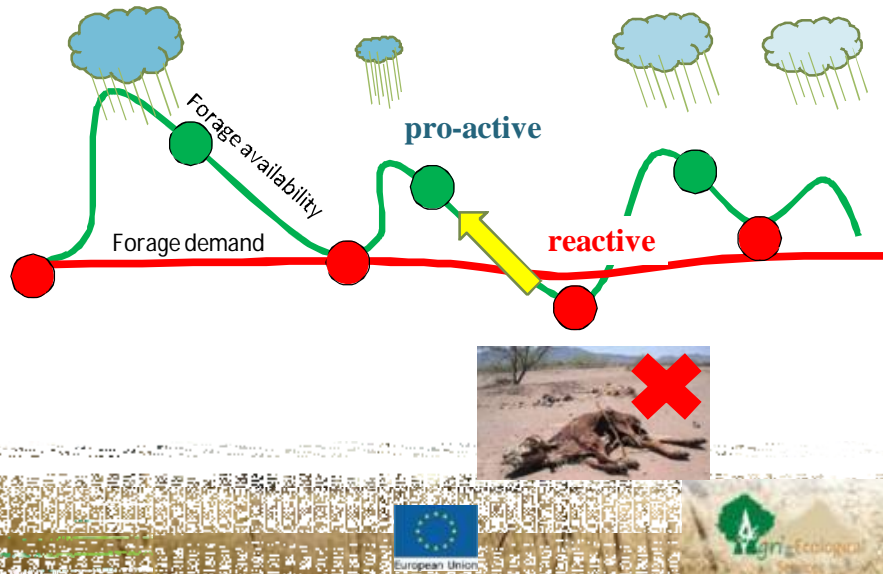 Forage availability
pro-active
Forage demand
reactive
European Union
Agri-Ecological